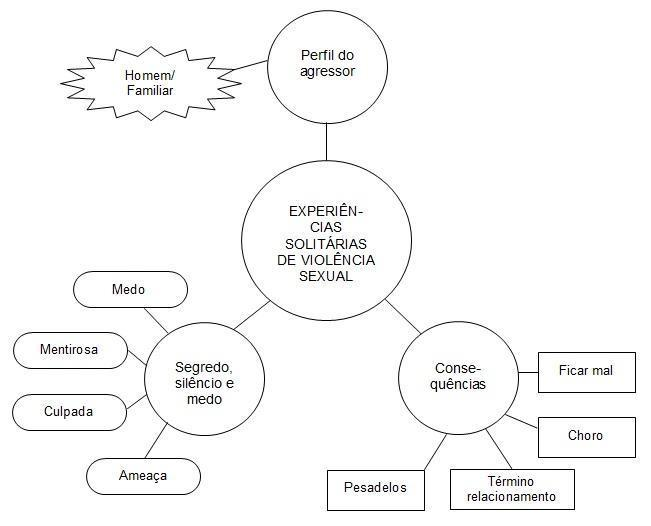 Perfil do
agressor
Homem/
Familiar
EXPERIÊN-
CIAS
SOLITÁRIAS
DE VIOLÊNCIA
SEXUAL
Medo
Mentirosa
Culpada
Ameaça
Segredo,
silêncio e
medo
Conse-
quências
Ficar mal
Choro
Término
relacionamento
Pesadelos